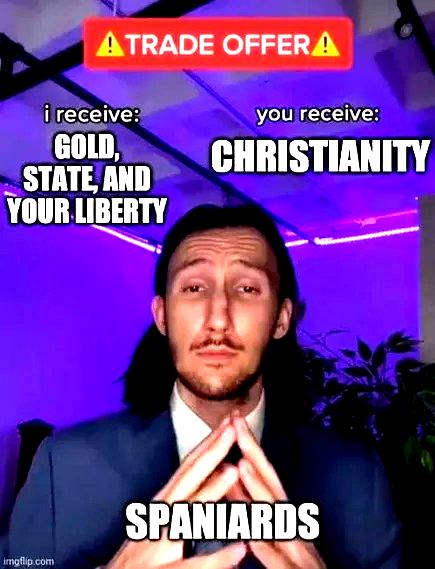 ⚠TRADE OFFER⚠
i receive:
GOLD,
STATE, AND
YOUR LIBERTY
you receive:
CHRISTIANITY
SPANIARDS
imgflip.com